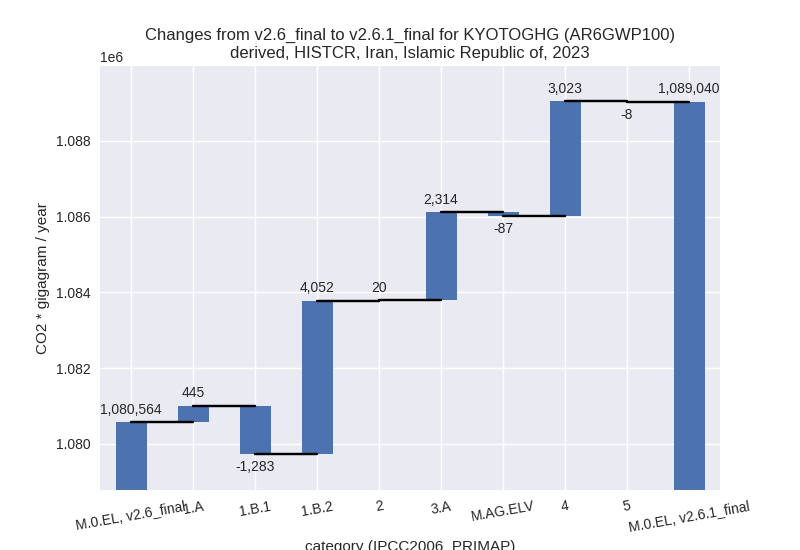 Changes from v2.6_final to v2.6.1_final for KYOTOGHG (AR6GWP100)
derived, HISTCR, Iran, Islamic Republic of, 2023
1e6
3,023
1,089,040
-8
1.088
2,314
1.086
-87
4,052
20
1.084
CO2 * gigagram / year
1.082
445
1,080,564
1.080
-1,283
M.0.EL, v2.6_final
1.A
1.B.1
1.B.2
2
3.A
M.AG.ELV
4
5
M.0.EL, v2.6.1_final
category (IPCC2006_PRIMAP)